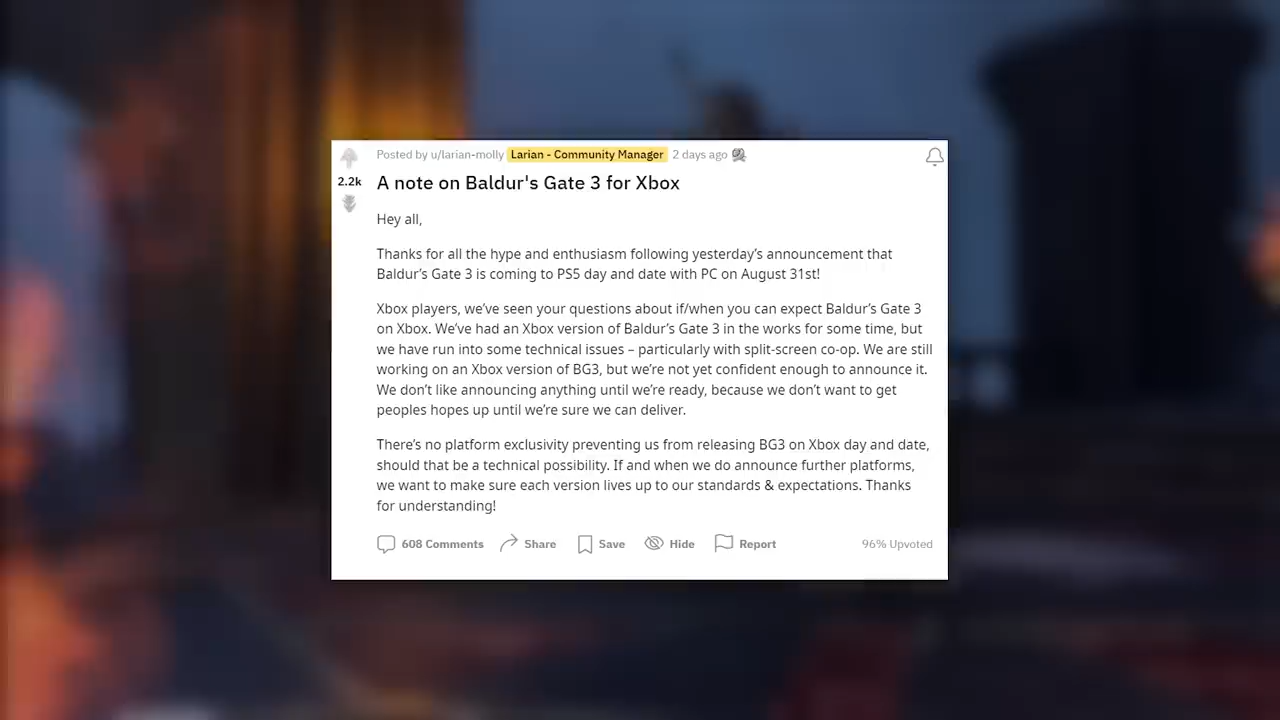 Posted by u/larian-molly Larian - Community Manager 2 days ago
2.2k
A note on Baldur's Gate 3 for Xbox
Hey all,
Thanks for all the hype and enthusiasm following yesterday’s announcement that
Baldur’s Gate 3 is coming to PS5 day and date with PC on August 31st!
Xbox players, we’ve seen your questions about if/when you can expect Baldur’s Gate 3
on Xbox. We’ve had an Xbox version of Baldur’s Gate 3 in the works for some time, but
we have run into some technical issues – particularly with split-screen co-op. We are still
working on an Xbox version of BG3, but we’re not yet confident enough to announce it.
We don’t like announcing anything until we’re ready, because we don’t want to get
peoples hopes up until we’re sure we can deliver.
There’s no platform exclusivity preventing us from releasing BG3 on Xbox day and date,
should that be a technical possibility. If and when we do announce further platforms,
we want to make sure each version lives up to our standards & expectations. Thanks
for understanding!
608 Comments Share Save Hide Report 96% Upvoted